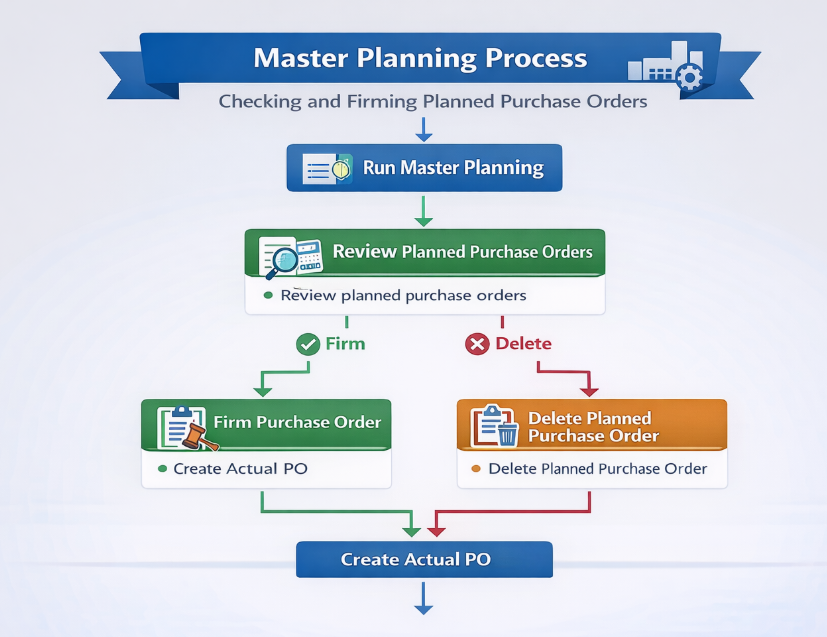 Master Planning Process
Checking and Firming Planned Purchase Orders
Run Master Planning
Review Planned Purchase Orders
Review planned purchase orders
Firm
Delete
Firm Purchase Order
Create Actual PO
Delete Planned
Purchase Order
Delete Planned Purchase Order
Create Actual PO